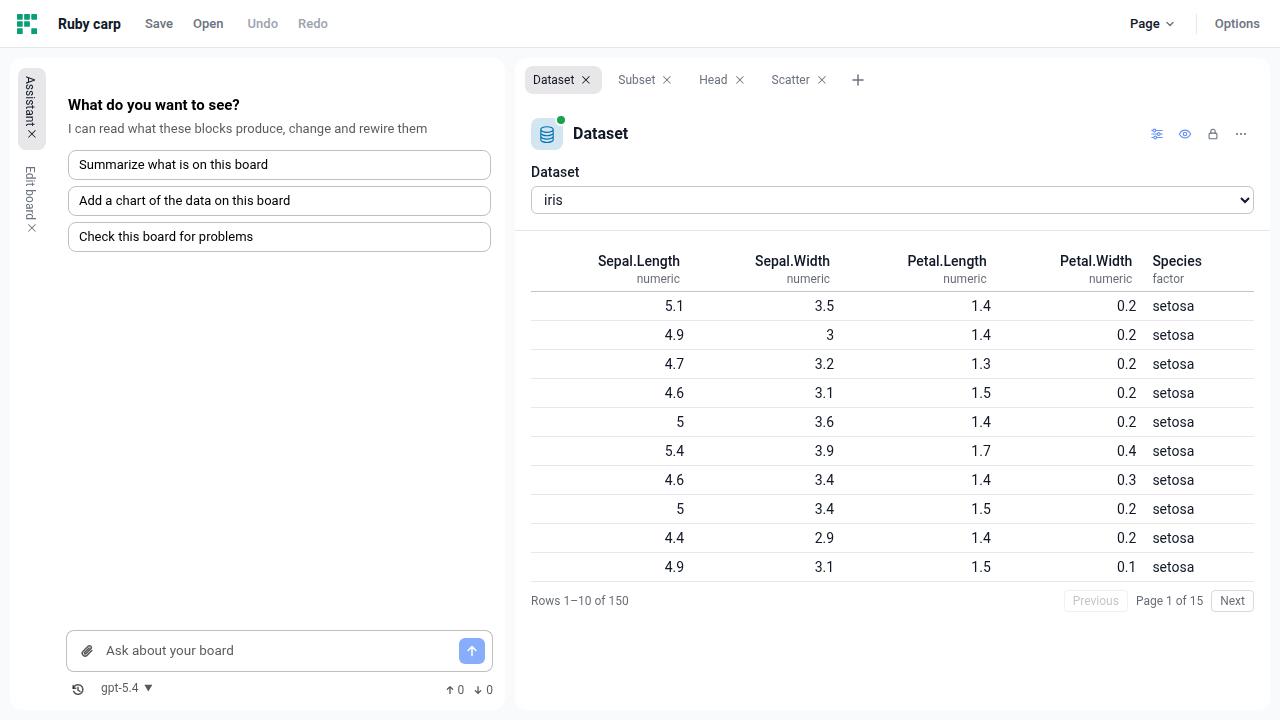 Ruby carp Save Open Undo Redo Page Options
Assistant
Edit board
What do you want to see?
I can read what these blocks produce, change and rewire them
Summarize what is on this board
Add a chart of the data on this board
Check this board for problems
Ask about your board
gpt-5.4 0 0
Dataset Subset Head Scatter
Dataset
Dataset
iris
Sepal.Length Sepal.Width Petal.Length Petal.Width Species
numeric numeric numeric numeric factor
5.1 3.5 1.4 0.2 setosa
4.9 3 1.4 0.2 setosa
4.7 3.2 1.3 0.2 setosa
4.6 3.1 1.5 0.2 setosa
5 3.6 1.4 0.2 setosa
5.4 3.9 1.7 0.4 setosa
4.6 3.4 1.4 0.3 setosa
5 3.4 1.5 0.2 setosa
4.4 2.9 1.4 0.2 setosa
4.9 3.1 1.5 0.1 setosa
Rows 1–10 of 150 Previous Page 1 of 15 Next